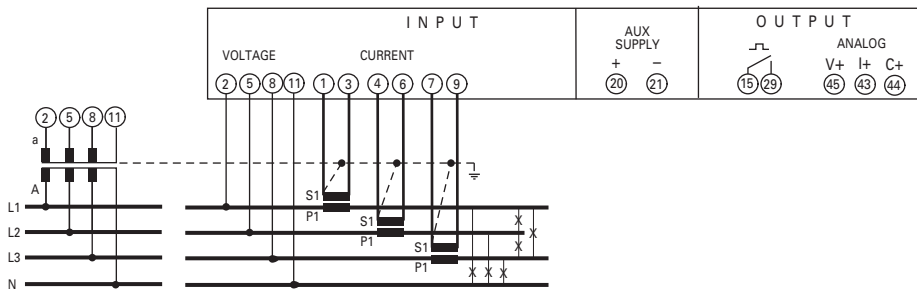 INPUT
OUTPUT
AUX
SUPPLY
VOLTAGE
CURRENT
ANALOG
+ −
V+ I+ C+
2 5 8 11 1 3 4 6 7 9
20 21
15 29
45 43 44
2 5 8 11
a
A
S1
P1
L1
S1
P1
L2
S1
P1
L3
X X
X
X X X
N